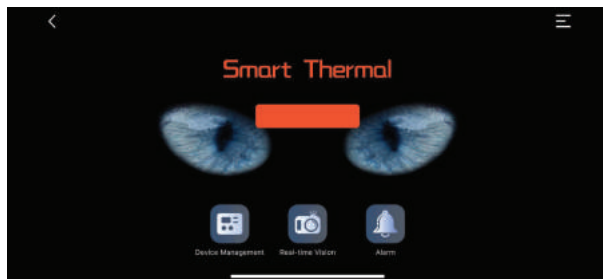 Smart Thermal
Device Management
Real-time Vision
Alarm